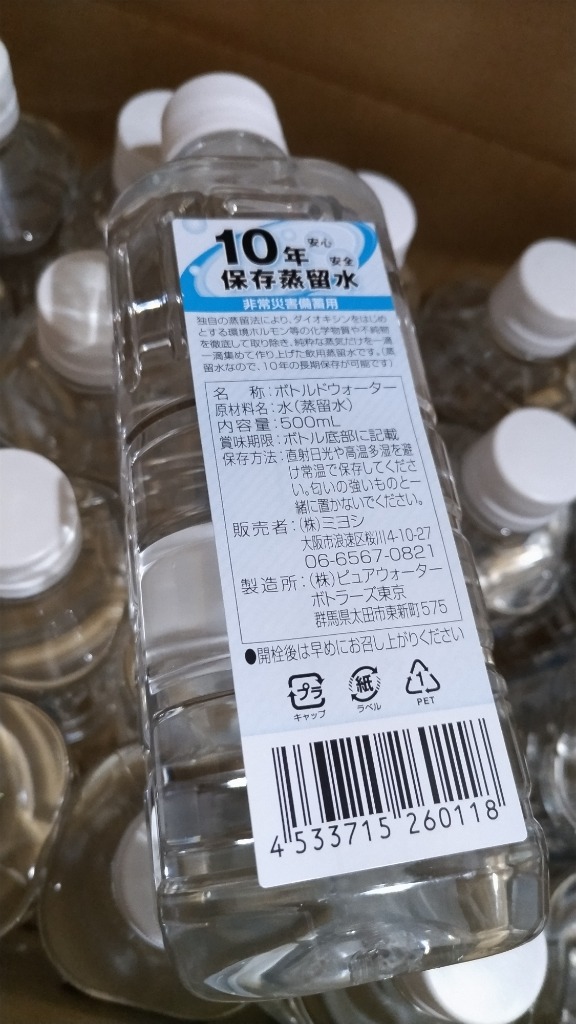 10年 安心 安全
保存蒸留水
非常災害備蓄用
独自の蒸留法により、ダイオキシンをはじめ
とする環境ホルモン等の化学物質や不純物
を徹底して取り除き、純粋な蒸気だけを一滴
一滴集めて作り上げた飲用蒸留水です。(蒸
留水なので、10年の長期保存が可能です)
名 称:ボトルドウォーター
原材料名:水(蒸留水)
内容量:500mL
賞味期限:ボトル底部に記載
保存方法:直射日光や高温多湿を避
け常温で保存してくださ
い。匂いの強いものと一
緒に置かないでください。
販売者:(株)ミヨシ
大阪市浪速区桜川4-10-27
06-6567-0821
製造所:(株)ピュアウォーター
ボトラーズ東京
群馬県太田市東新町575
●開栓後は早めにお召し上がりください
プラ 紙 1
キャップ ラベル PET
4 533715 260118